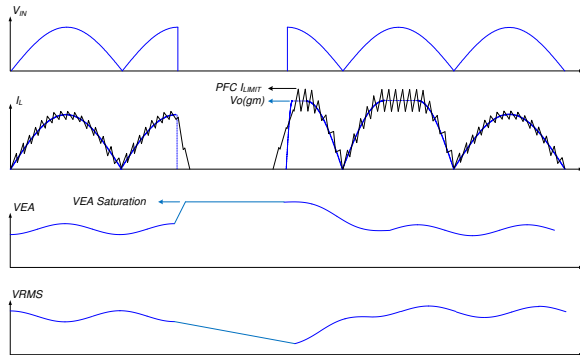 VIN
PFC ILIMIT
IL
Vo(gm)
VEA Saturation
VEA
VRMS